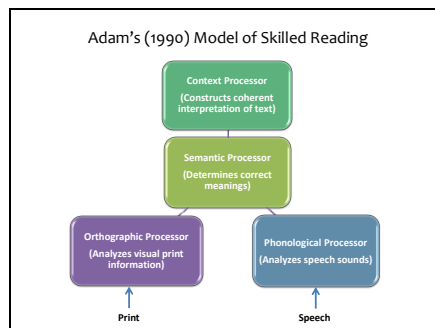 Adam's (1990) Model of Skilled Reading
Context Processor
(Constructs coherent
interpretation of text)
Semantic Processor
(Determines correct
meanings)
Orthographic Processor
(Analyzes visual print
information)
Phonological Processor
(Analyzes speech sounds)
Print
Speech